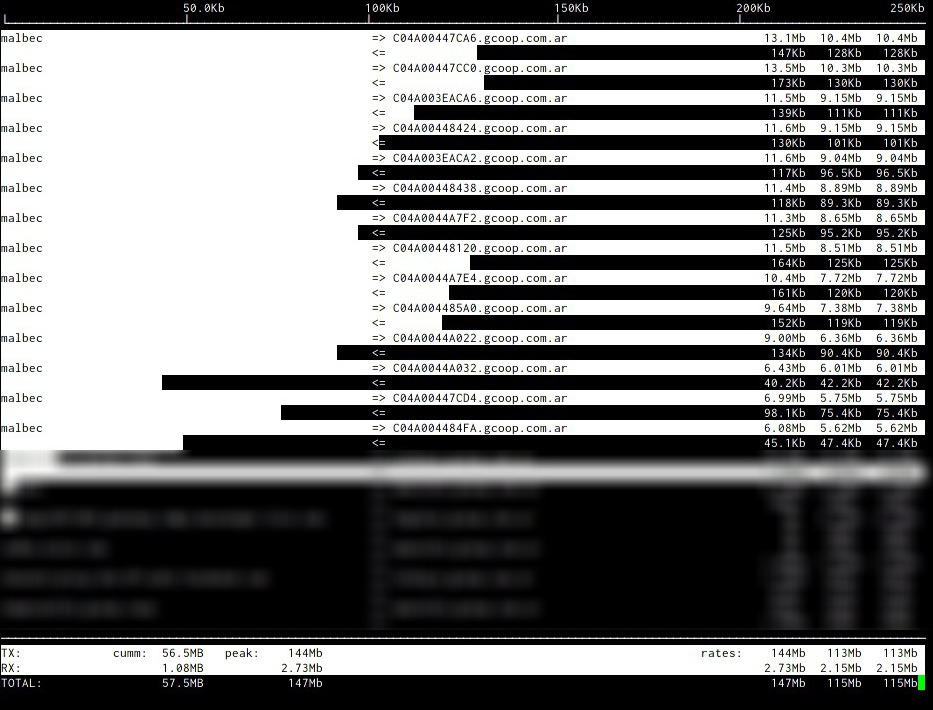 50.0Kb 100Kb 150Kb 200Kb 250Kb
malbec => C04A00447CA6.gcoop.com.ar 13.1Mb 10.4Mb 10.4Mb
<= 147Kb 128Kb 128Kb
malbec => C04A00447CC0.gcoop.com.ar 13.5Mb 10.3Mb 10.3Mb
<= 173Kb 130Kb 130Kb
malbec => C04A003EACA6.gcoop.com.ar 11.5Mb 9.15Mb 9.15Mb
<= 139Kb 111Kb 111Kb
malbec => C04A00448424.gcoop.com.ar 11.6Mb 9.15Mb 9.15Mb
<= 130Kb 101Kb 101Kb
malbec => C04A003EACA2.gcoop.com.ar 11.6Mb 9.04Mb 9.04Mb
<= 117Kb 96.5Kb 96.5Kb
malbec => C04A00448438.gcoop.com.ar 11.4Mb 8.89Mb 8.89Mb
<= 118Kb 89.3Kb 89.3Kb
malbec => C04A0044A7F2.gcoop.com.ar 11.3Mb 8.65Mb 8.65Mb
<= 125Kb 95.2Kb 95.2Kb
malbec => C04A00448120.gcoop.com.ar 11.5Mb 8.51Mb 8.51Mb
<= 164Kb 125Kb 125Kb
malbec => C04A0044A7E4.gcoop.com.ar 10.4Mb 7.72Mb 7.72Mb
<= 161Kb 120Kb 120Kb
malbec => C04A004485A0.gcoop.com.ar 9.64Mb 7.38Mb 7.38Mb
<= 152Kb 119Kb 119Kb
malbec => C04A0044A022.gcoop.com.ar 9.00Mb 6.36Mb 6.36Mb
<= 134Kb 90.4Kb 90.4Kb
malbec => C04A0044A032.gcoop.com.ar 6.43Mb 6.01Mb 6.01Mb
<= 40.2Kb 42.2Kb 42.2Kb
malbec => C04A00447CD4.gcoop.com.ar 6.99Mb 5.75Mb 5.75Mb
<= 98.1Kb 75.4Kb 75.4Kb
malbec => C04A004484FA.gcoop.com.ar 6.08Mb 5.62Mb 5.62Mb
<= 45.1Kb 47.4Kb 47.4Kb
TX: cumm: 56.5MB peak: 144Mb rates: 144Mb 113Mb 113Mb
RX: 1.08MB 2.73Mb 2.73Mb 2.15Mb 2.15Mb
TOTAL: 57.5MB 147Mb 147Mb 115Mb 115Mb